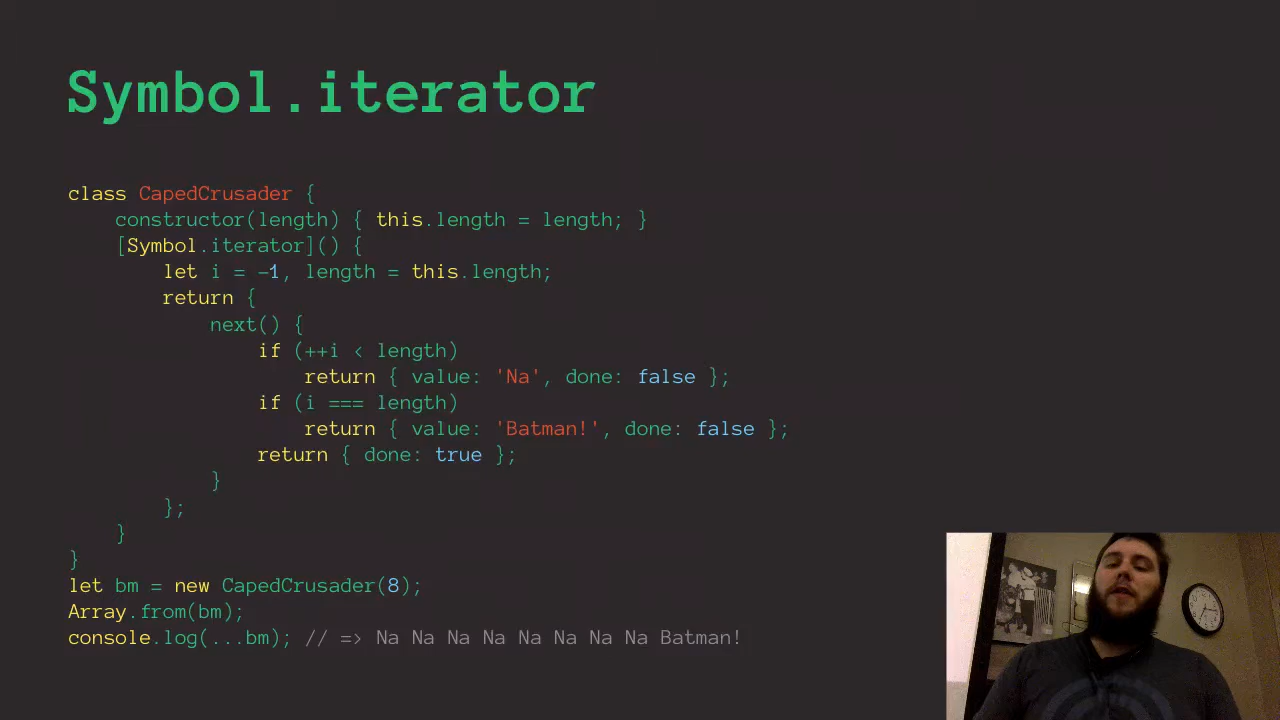 Symbol.iterator
class CapedCrusader {
    constructor(length) { this.length = length; }
    [Symbol.iterator]() {
        let i = -1, length = this.length;
        return {
            next() {
                if (++i < length)
                    return { value: 'Na', done: false };
                if (i === length)
                    return { value: 'Batman!', done: false };
                return { done: true };
            }
        };
    }
}
let bm = new CapedCrusader(8);
Array.from(bm);
console.log(...bm); // => Na Na Na Na Na Na Na Na Batman!